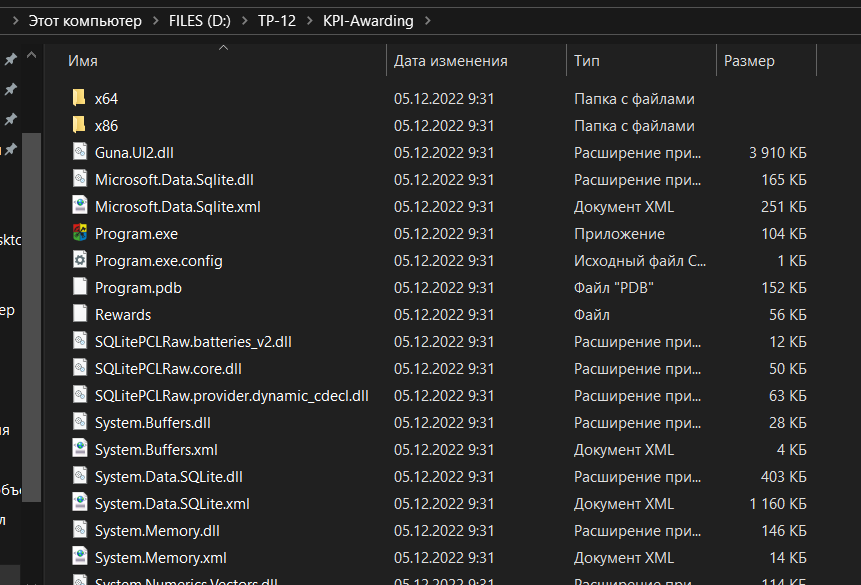 Этот компьютер > FILES (D:) > TP-12 > KPI-Awarding >
Имя Дата изменения Тип Размер
x64 05.12.2022 9:31 Папка с файлами
x86 05.12.2022 9:31 Папка с файлами
Guna.UI2.dll 05.12.2022 9:31 Расширение при... 3 910 КБ
Microsoft.Data.Sqlite.dll 05.12.2022 9:31 Расширение при... 165 КБ
Microsoft.Data.Sqlite.xml 05.12.2022 9:31 Документ XML 251 КБ
Program.exe 05.12.2022 9:31 Приложение 104 КБ
Program.exe.config 05.12.2022 9:31 Исходный файл C... 1 КБ
Program.pdb 05.12.2022 9:31 Файл "PDB" 152 КБ
Rewards 05.12.2022 9:31 Файл 56 КБ
SQLitePCLRaw.batteries_v2.dll 05.12.2022 9:31 Расширение при... 12 КБ
SQLitePCLRaw.core.dll 05.12.2022 9:31 Расширение при... 50 КБ
SQLitePCLRaw.provider.dynamic_cdecl.dll 05.12.2022 9:31 Расширение при... 63 КБ
System.Buffers.dll 05.12.2022 9:31 Расширение при... 28 КБ
System.Buffers.xml 05.12.2022 9:31 Документ XML 4 КБ
System.Data.SQLite.dll 05.12.2022 9:31 Расширение при... 403 КБ
System.Data.SQLite.xml 05.12.2022 9:31 Документ XML 1 160 КБ
System.Memory.dll 05.12.2022 9:31 Расширение при... 146 КБ
System.Memory.xml 05.12.2022 9:31 Документ XML 14 КБ
System.Numerics.Vectors.dll 05.12.2022 9:31 Расширение при... 114 КБ